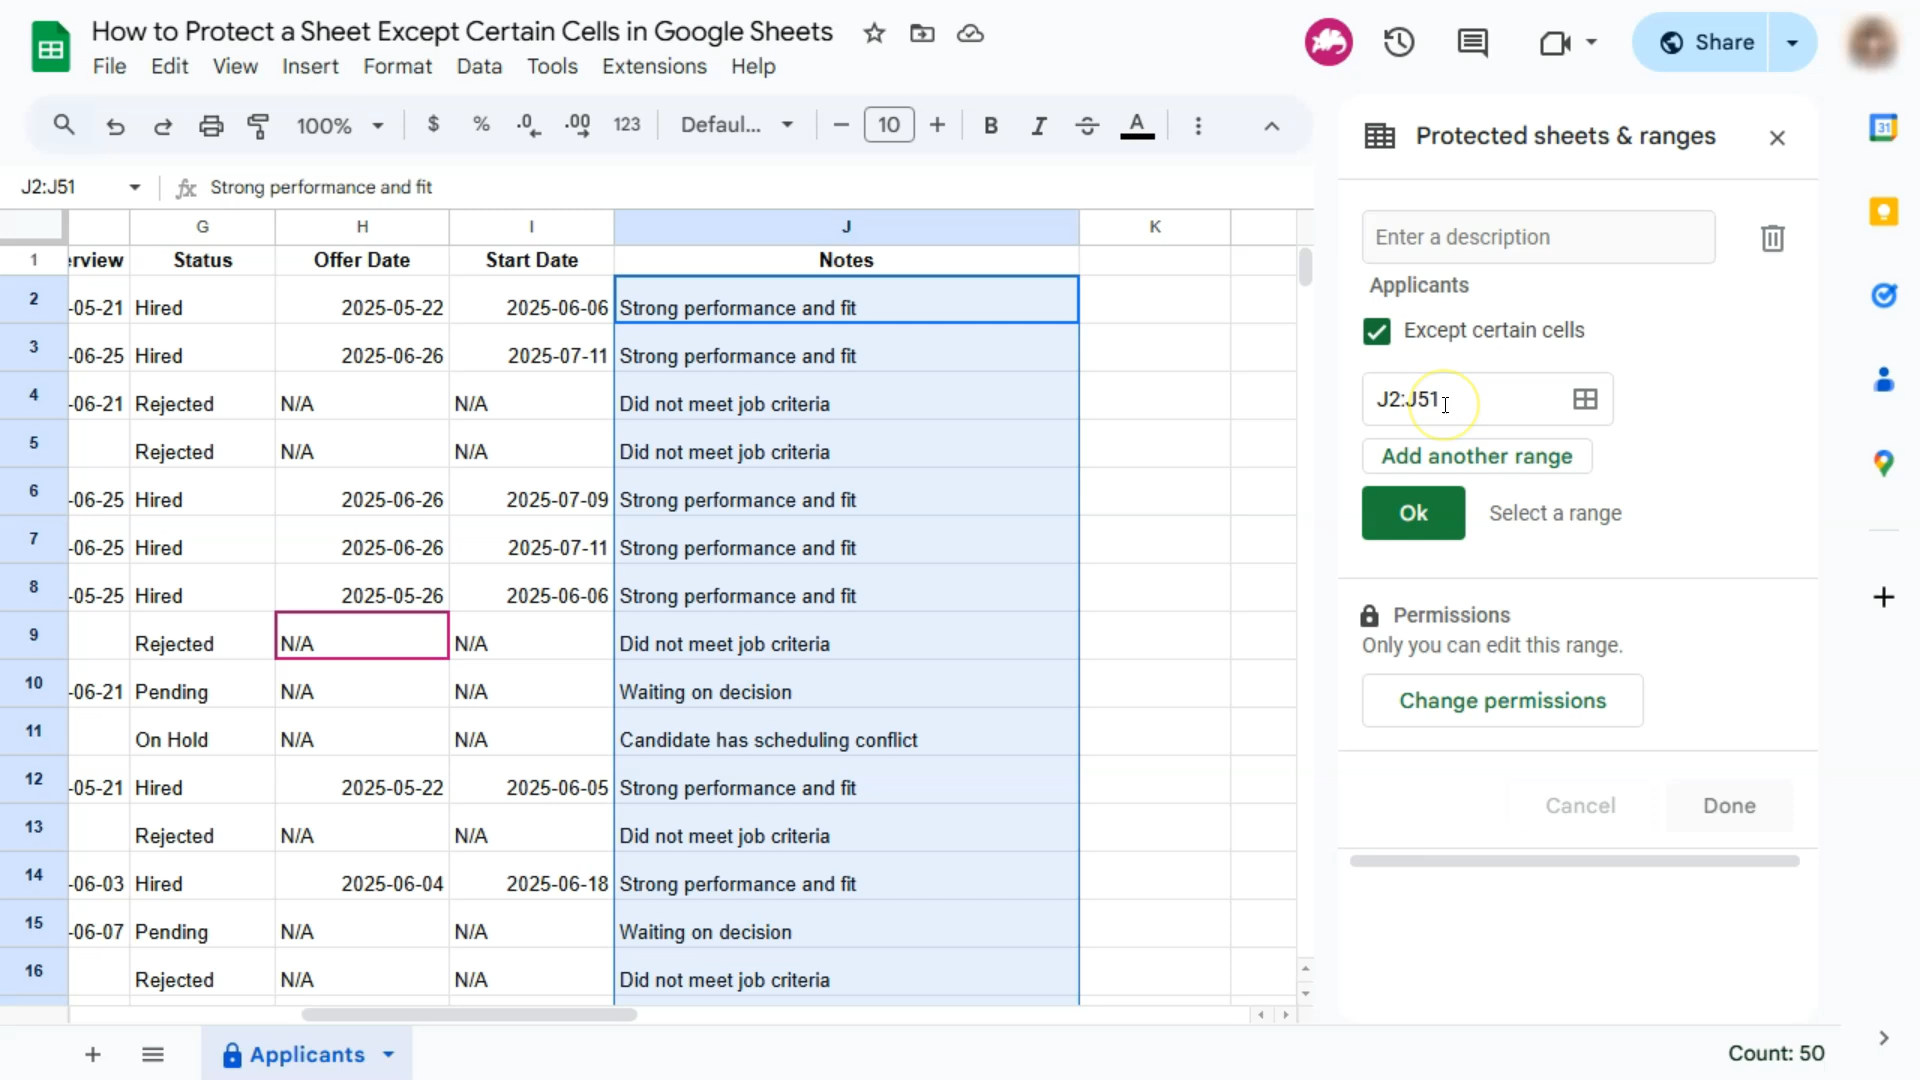 How to Protect a Sheet Except Certain Cells in Google Sheets
File Edit View Insert Format Data Tools Extensions Help
Share
100% $ % .0 .00 123 Defaul... 10 B I S A
Protected sheets & ranges
J2:J51 fx Strong performance and fit
G H I J K
1 rview Status Offer Date Start Date Notes
2 -05-21 Hired 2025-05-22 2025-06-06 Strong performance and fit
3 -06-25 Hired 2025-06-26 2025-07-11 Strong performance and fit
4 -06-21 Rejected N/A N/A Did not meet job criteria
5 Rejected N/A N/A Did not meet job criteria
6 -06-25 Hired 2025-06-26 2025-07-09 Strong performance and fit
7 -06-25 Hired 2025-06-26 2025-07-11 Strong performance and fit
8 -05-25 Hired 2025-05-26 2025-06-06 Strong performance and fit
9 Rejected N/A N/A Did not meet job criteria
10 -06-21 Pending N/A N/A Waiting on decision
11 On Hold N/A N/A Candidate has scheduling conflict
12 -05-21 Hired 2025-05-22 2025-06-05 Strong performance and fit
13 Rejected N/A N/A Did not meet job criteria
14 -06-03 Hired 2025-06-04 2025-06-18 Strong performance and fit
15 -06-07 Pending N/A N/A Waiting on decision
16 Rejected N/A N/A Did not meet job criteria
Enter a description
Applicants
Except certain cells
J2:J51
Add another range
Ok Select a range
Permissions
Only you can edit this range.
Change permissions
Cancel Done
31
Applicants
Count: 50